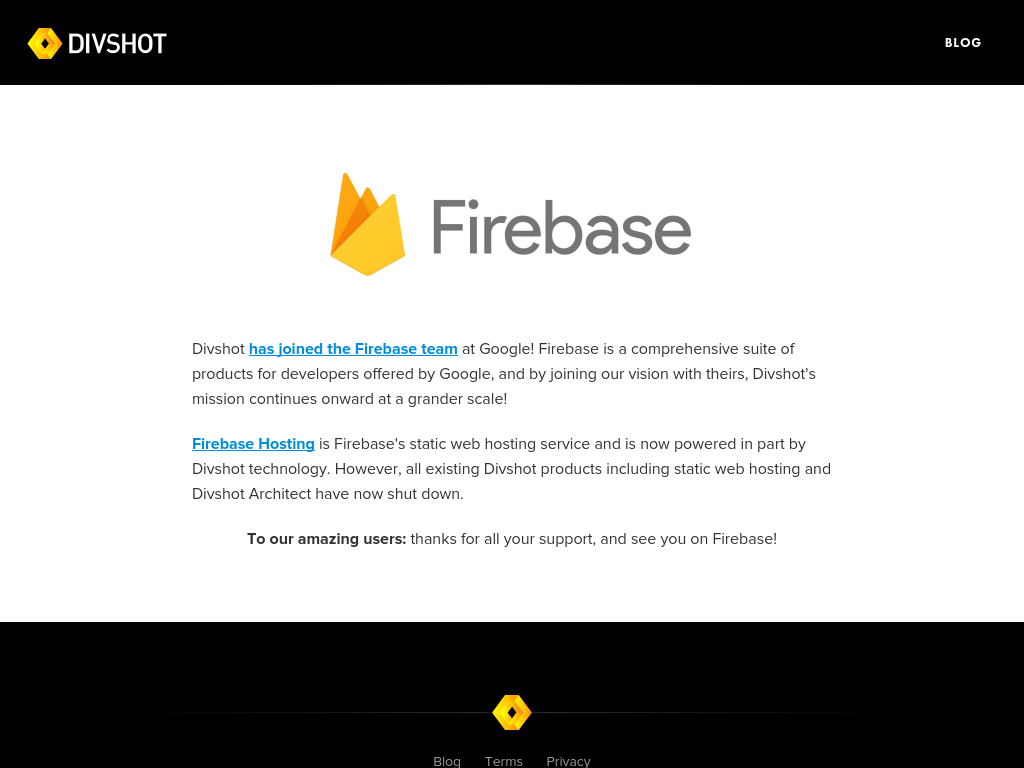 DIVSHOT
BLOG
Firebase
Divshot has joined the Firebase team at Google! Firebase is a comprehensive suite of
products for developers offered by Google, and by joining our vision with theirs, Divshot's
mission continues onward at a grander scale!
Firebase Hosting is Firebase's static web hosting service and is now powered in part by
Divshot technology. However, all existing Divshot products including static web hosting and
Divshot Architect have now shut down.
To our amazing users: thanks for all your support, and see you on Firebase!
Blog Terms Privacy